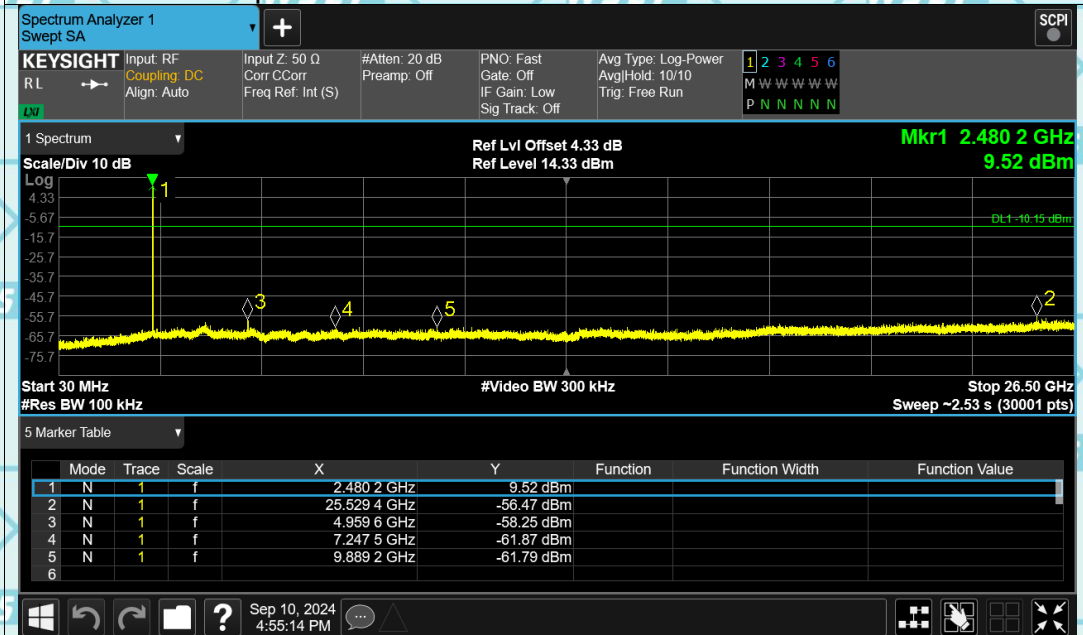 Spectrum Analyzer 1
Swept SA
+
SCPI
KEYSIGHT
R L
LXI
Input: RF
Coupling: DC
Align: Auto
Input Z: 50 Ω
Corr CCorr
Freq Ref: Int (S)
#Atten: 20 dB
Preamp: Off
PNO: Fast
Gate: Off
IF Gain: Low
Sig Track: Off
Avg Type: Log-Power
Avg|Hold: 10/10
Trig: Free Run
1 2 3 4 5 6
M W W W W W
P N N N N N
1 Spectrum
Scale/Div 10 dB
Ref Lvl Offset 4.33 dB
Ref Level 14.33 dBm
Mkr1 2.480 2 GHz
9.52 dBm
Log
4.33
-5.67
-15.7
-25.7
-35.7
-45.7
-55.7
-65.7
-75.7
1
3
4
5
2
DL1 -10.15 dBm
Start 30 MHz
#Video BW 300 kHz
Stop 26.50 GHz
#Res BW 100 kHz
Sweep ~2.53 s (30001 pts)
5 Marker Table
Mode Trace Scale X Y Function Function Width Function Value
1 N 1 f 2.480 2 GHz 9.52 dBm
2 N 1 f 25.529 4 GHz -56.47 dBm
3 N 1 f 4.959 6 GHz -58.25 dBm
4 N 1 f 7.247 5 GHz -61.87 dBm
5 N 1 f 9.889 2 GHz -61.79 dBm
6
?
Sep 10, 2024
4:55:14 PM